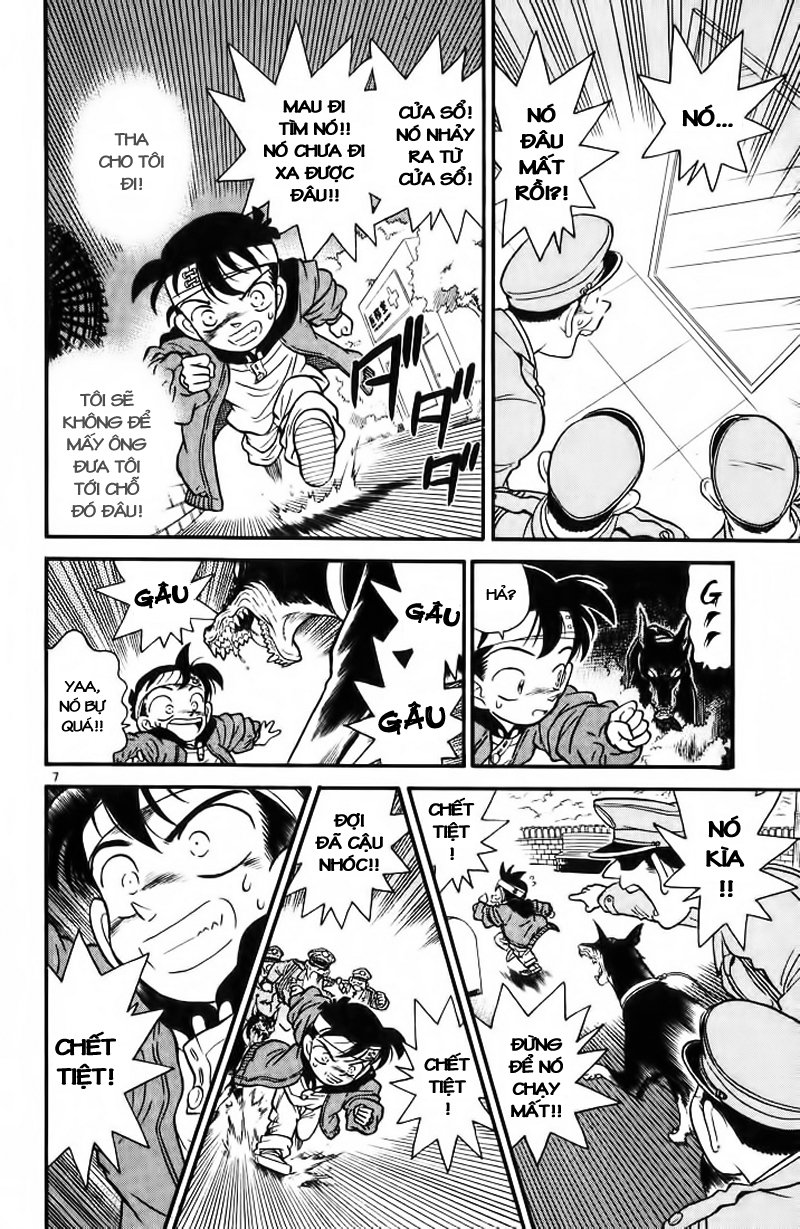 NÓ...
NÓ
ĐÂU
MẤT
RỒI?!
CỬA SỔ!
NÓ NHẢY
RA TỪ
CỬA SỔ!
MAU ĐI
TÌM NÓ!!
NÓ CHƯA ĐI
XA ĐƯỢC
ĐÂU!!
THA
CHO TÔI
ĐI!
TÔI SẼ
KHÔNG ĐỂ
MẤY ÔNG
ĐƯA TÔI
TỚI CHỖ
ĐÓ ĐÂU!
ダダダ
G
HẢ?
GÂU
GÂU
GÂU
YAA,
NÓ BỰ
QUÁ!!
7
NÓ
KÌA
!!
CHẾT
TIỆT
!
ĐỪNG
ĐỂ NÓ
CHẠY
MẤT!!
ĐỢI
ĐÃ CẬU
NHÓC!!
CHẾT
TIỆT
!
CHẾT
TIỆT!